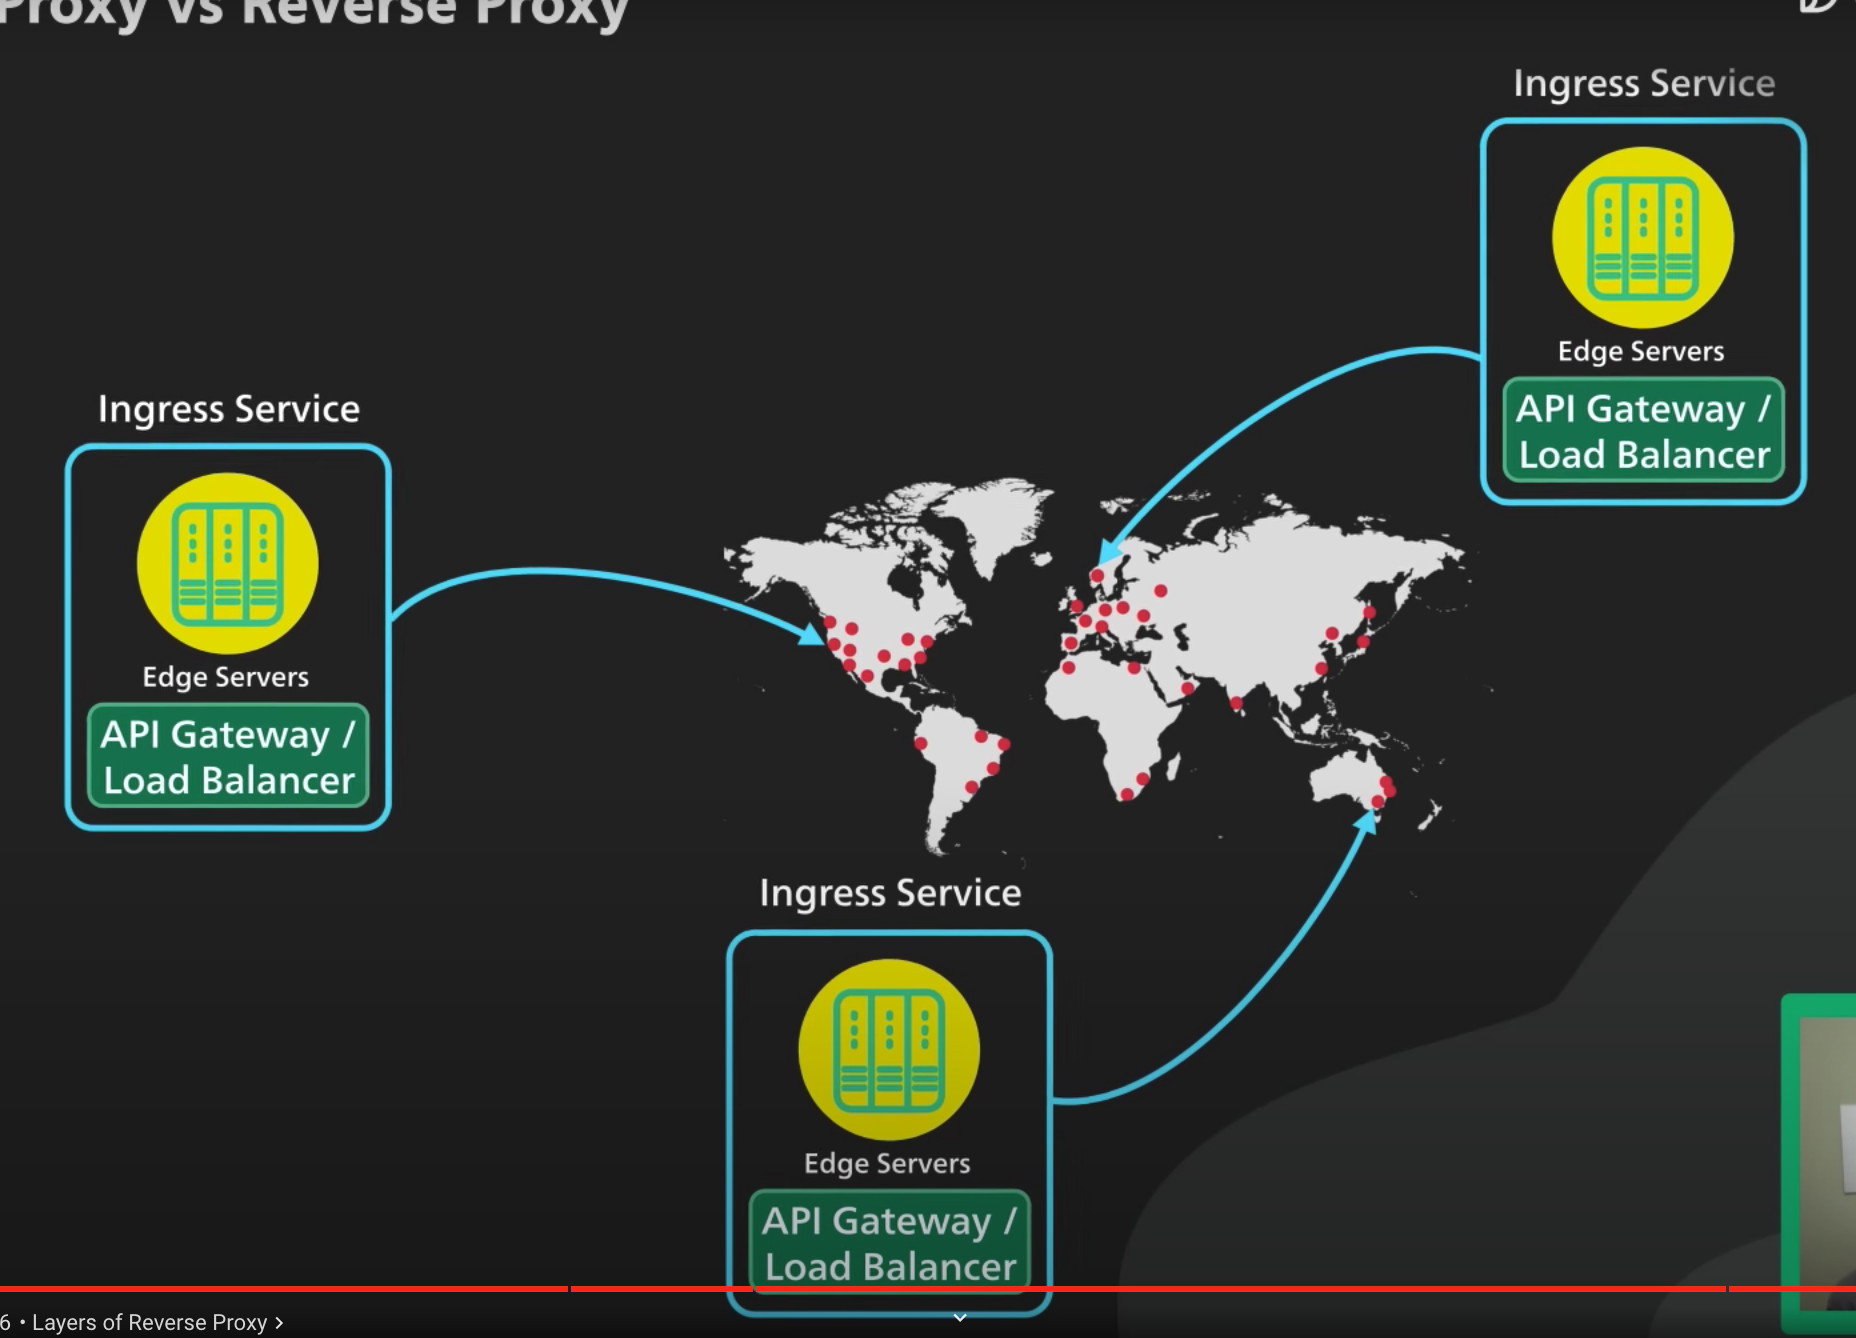 Proxy vs Reverse Proxy
Ingress Service
Edge Servers
API Gateway /
Load Balancer
Ingress Service
Edge Servers
API Gateway /
Load Balancer
Ingress Service
Edge Servers
API Gateway /
Load Balancer
6 • Layers of Reverse Proxy >